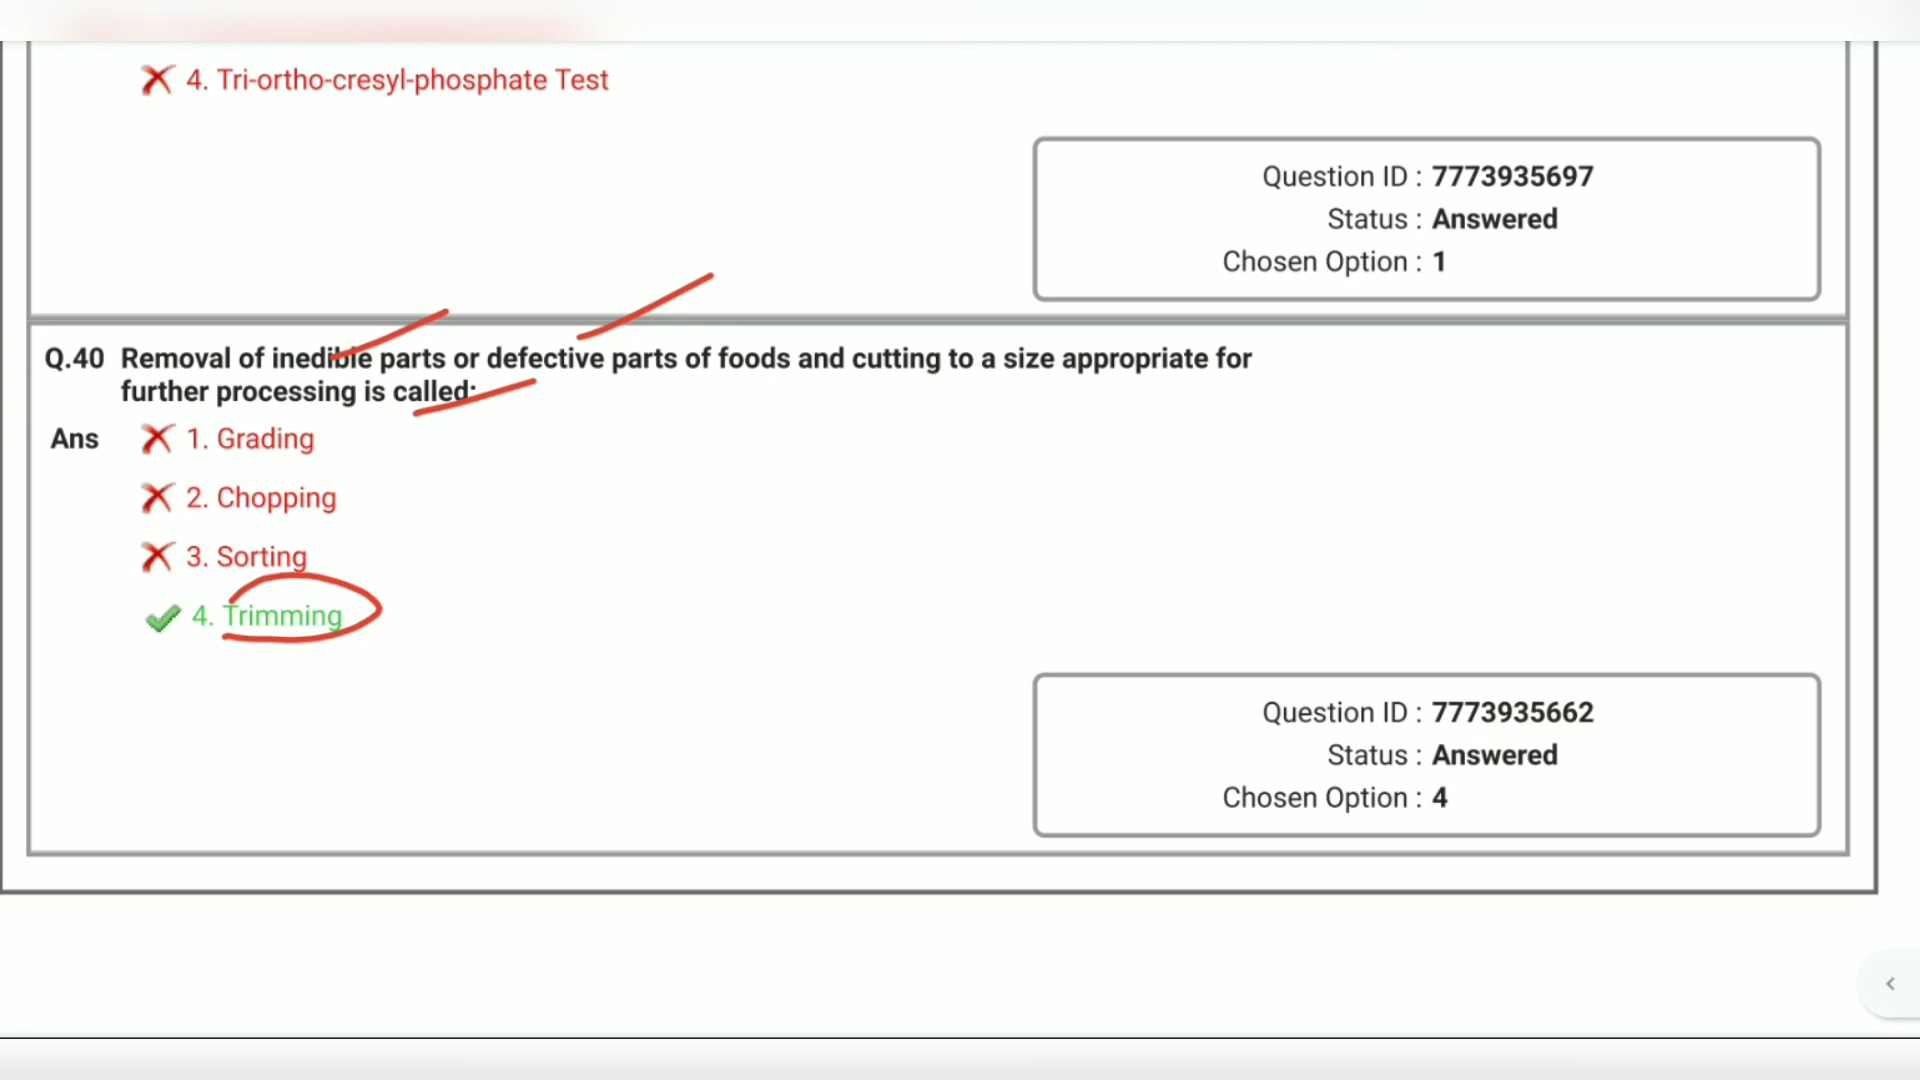 4. Tri-ortho-cresyl-phosphate Test
Question ID : 7773935697
Status : Answered
Chosen Option : 1
Q.40 Removal of inedible parts or defective parts of foods and cutting to a size appropriate for
further processing is called:
Ans 1. Grading
2. Chopping
3. Sorting
4. Trimming
Question ID : 7773935662
Status : Answered
Chosen Option : 4